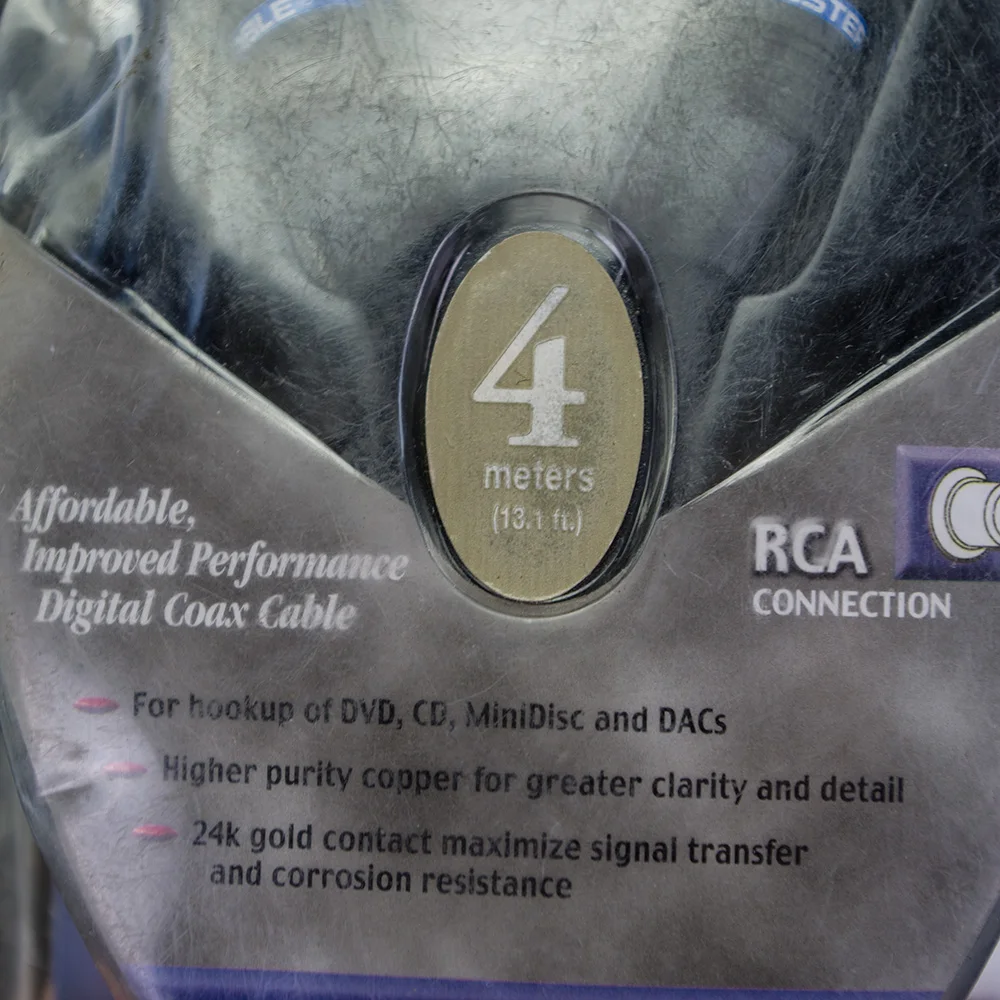 4
meters
(13.1 ft.)
Affordable,
Improved Performance
Digital Coax Cable
RCA
CONNECTION
For hookup of DVD, CD, MiniDisc and DACs
Higher purity copper for greater clarity and detail
24k gold contact maximize signal transfer
and corrosion resistance